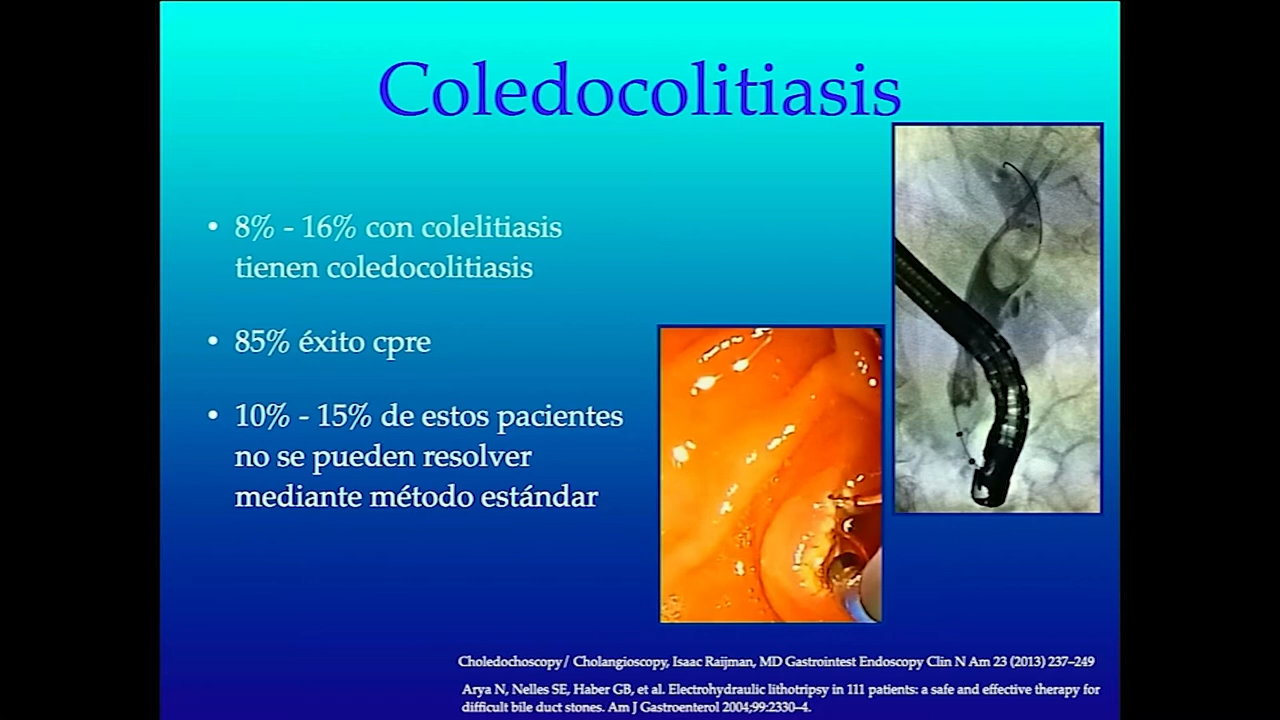 Coledocolitiasis
• 8% - 16% con colelitiasis
tienen coledocolitiasis
• 85% éxito cpre
• 10% - 15% de estos pacientes
no se pueden resolver
mediante método estándar
Choledochoscopy/ Cholangioscopy, Isaac Raijman, MD Gastrointest Endoscopy Clin N Am 23 (2013) 237–249
Arya N, Nelles SE, Haber GB, et al. Electrohydraulic lithotripsy in 111 patients: a safe and effective therapy for
difficult bile duct stones. Am J Gastroenterol 2004;99:2330–4.